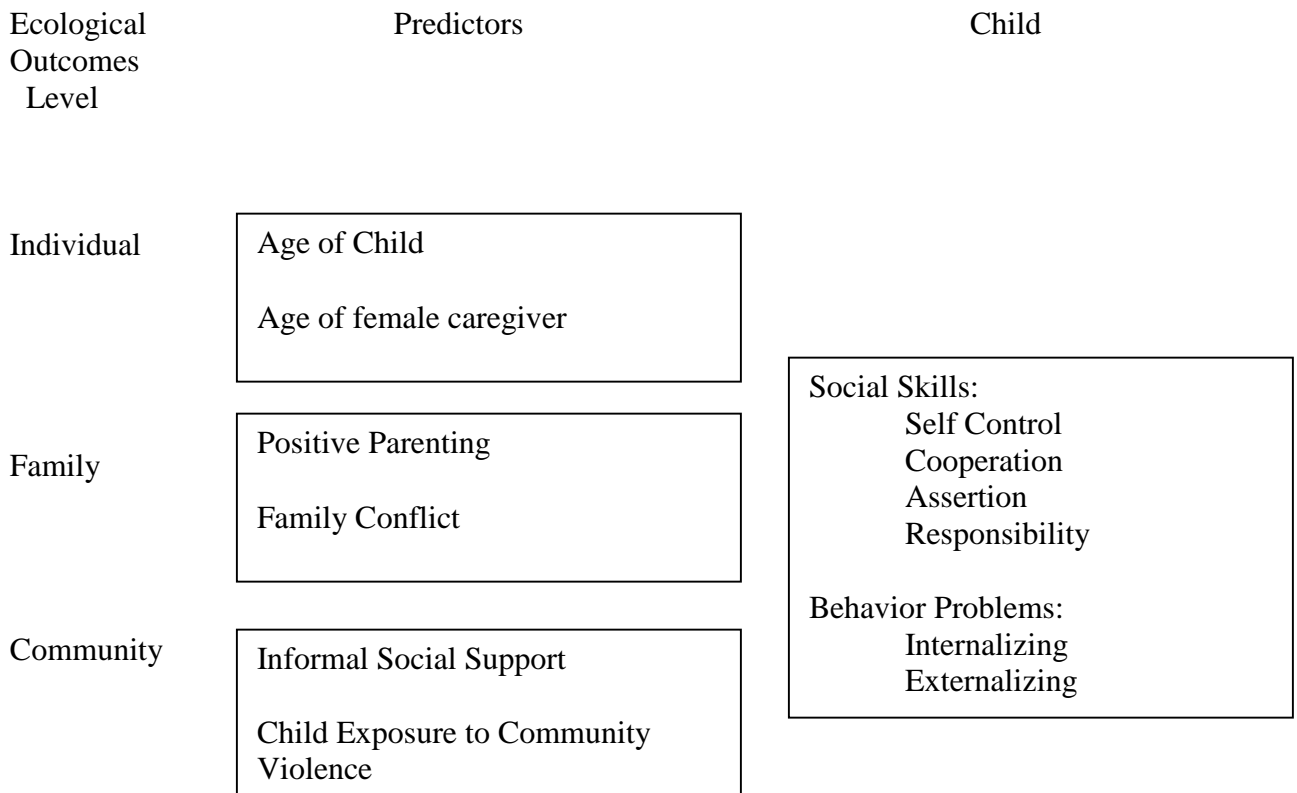 Ecological Predictors Child
Outcomes
Level
Individual
Age of Child
Age of female caregiver
Family
Positive Parenting
Family Conflict
Community
Informal Social Support
Child Exposure to Community
Violence
Social Skills:
Self Control
Cooperation
Assertion
Responsibility
Behavior Problems:
Internalizing
Externalizing